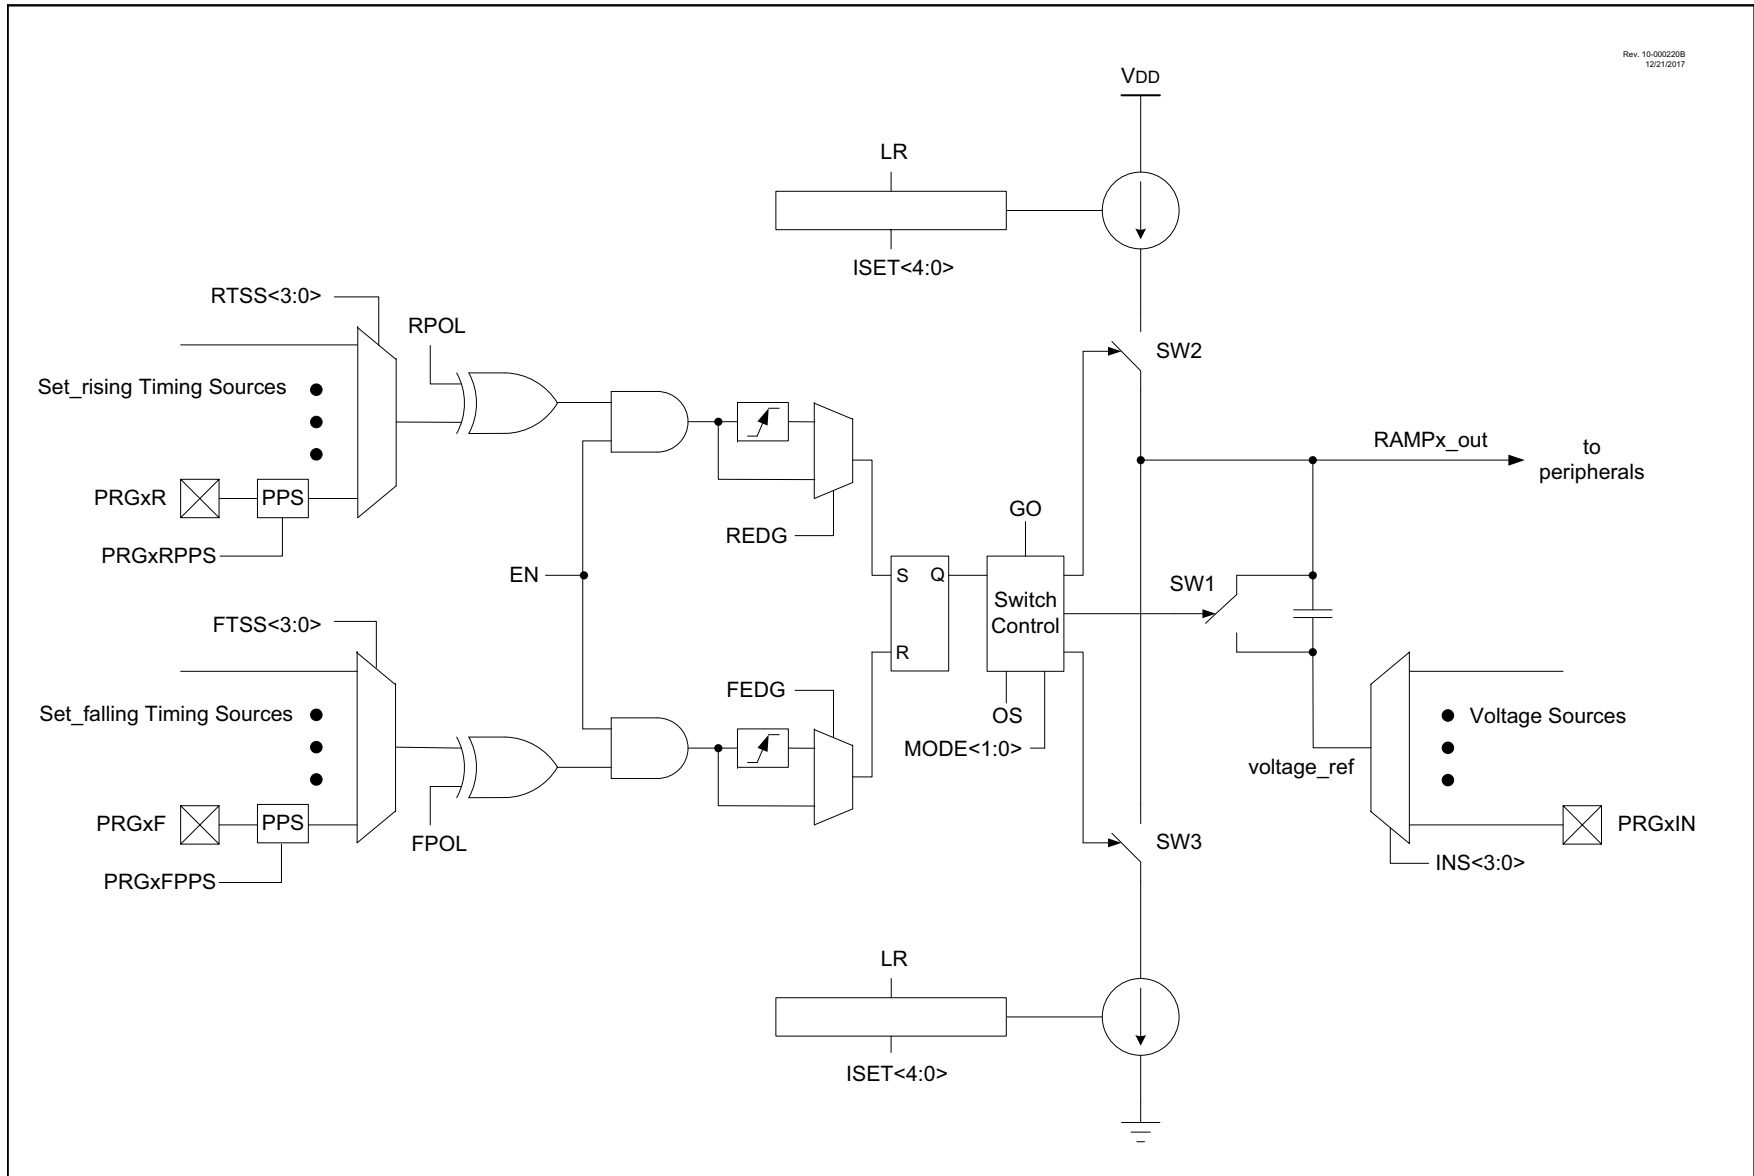 Rev. 10-000220B
12/21/2017
VDD
LR
ISET<4:0>
RTSS<3:0>
RPOL
SW2
Set_rising Timing Sources
RAMPx_out
to
peripherals
PRGxR
PPS
GO
REDG
PRGxRPPS
EN
S
Q
SW1
Switch
Control
FTSS<3:0>
R
FEDG
OS
Set_falling Timing Sources
Voltage Sources
MODE<1:0>
voltage_ref
PRGxF
PPS
PRGxIN
FPOL
SW3
INS<3:0>
PRGxFPPS
LR
ISET<4:0>